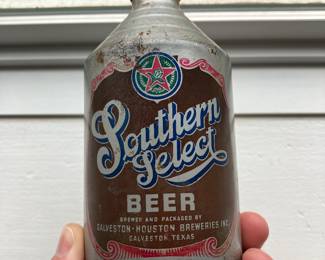 Southern
Select
BEER
BREWED AND PACKAGED BY
GALVESTON-HOUSTON BREWERIES INC.
GALVESTON, TEXAS